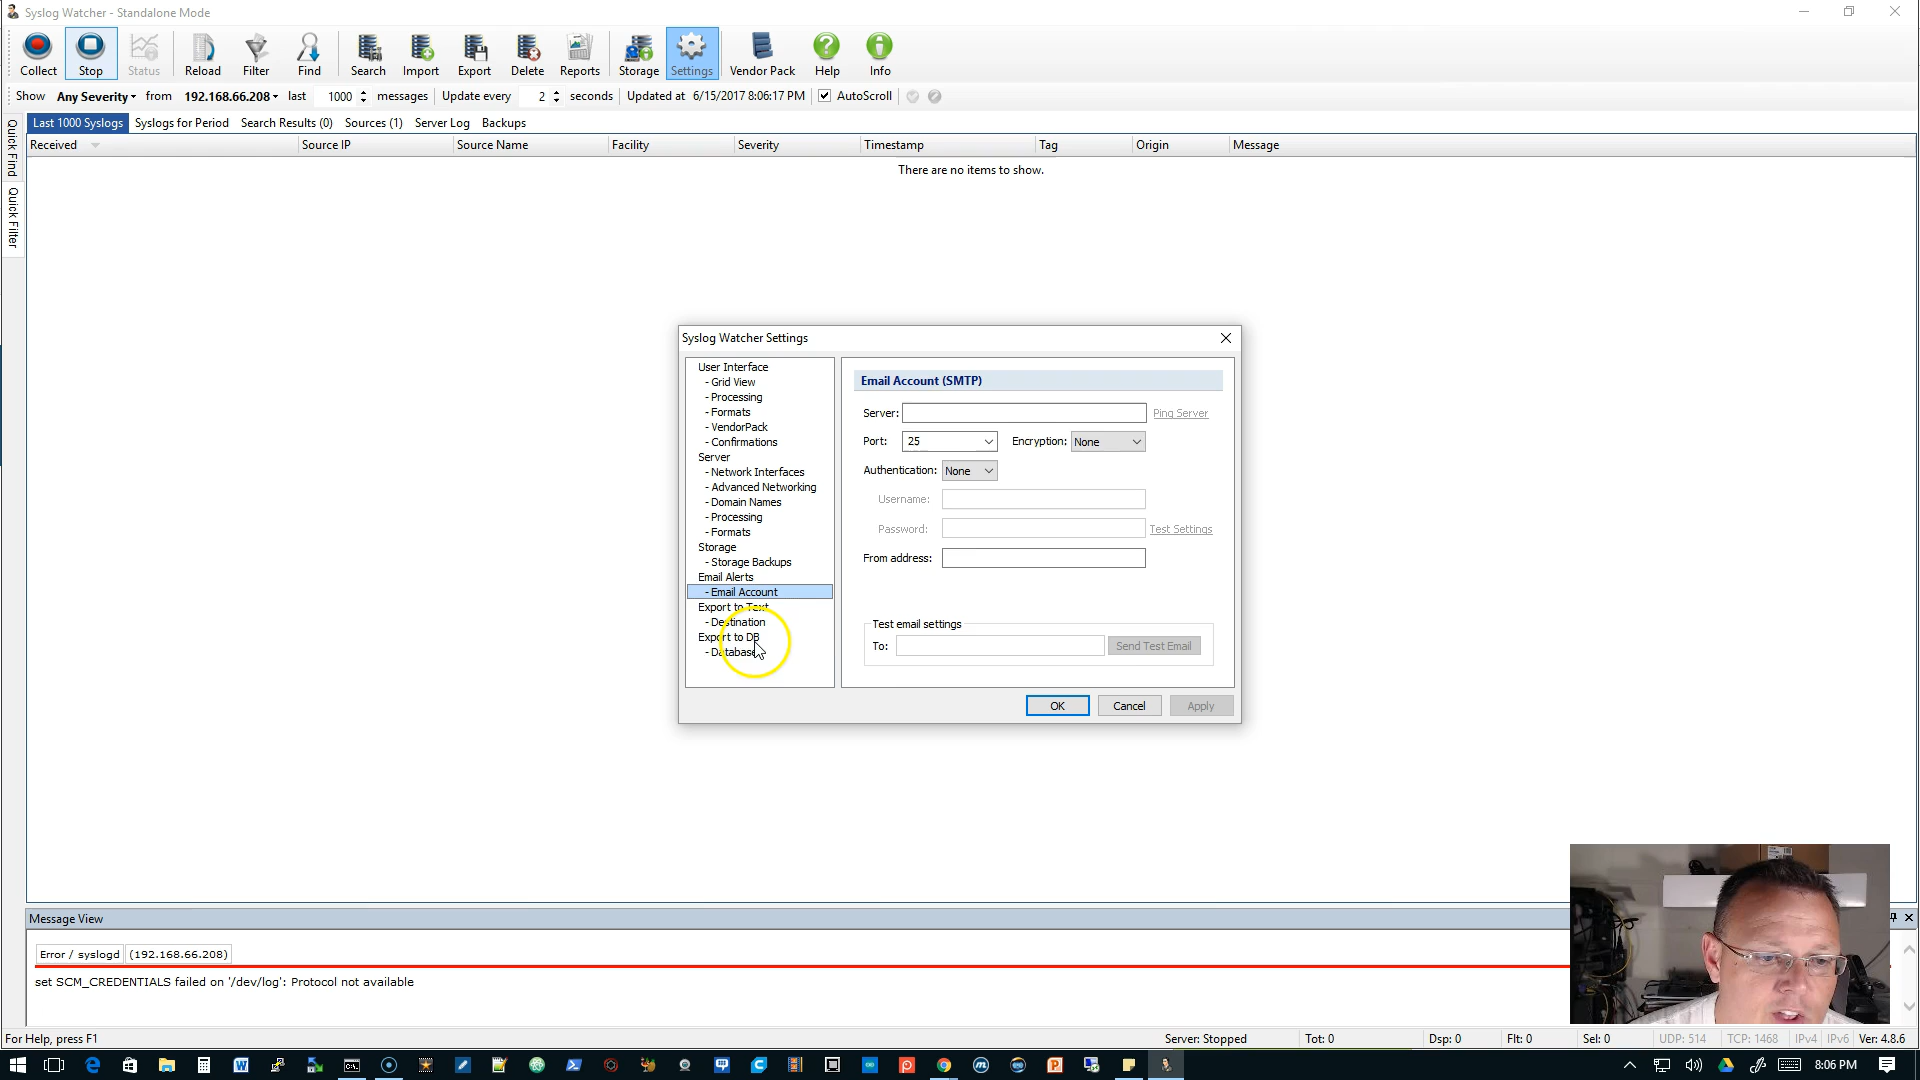 Syslog Watcher - Standalone Mode
Collect Stop Status Reload Filter Find Search Import Export Delete Reports Storage Settings Vendor Pack Help Info
Show Any Severity from 192.168.66.208 last 1000 messages Update every 2 seconds Updated at 6/15/2017 8:06:17 PM AutoScroll
Quick Find
Quick Filter
Last 1000 Syslogs Syslogs for Period Search Results (0) Sources (1) Server Log Backups
Received Source IP Source Name Facility Severity Timestamp Tag Origin Message
There are no items to show.
Syslog Watcher Settings
User Interface
- Grid View
- Processing
- Formats
- VendorPack
- Confirmations
Server
- Network Interfaces
- Advanced Networking
- Domain Names
- Processing
- Formats
Storage
- Storage Backups
Email Alerts
- Email Account
Export to Text
- Destination
Export to DB
- Database
Email Account (SMTP)
Server: Ping Server
Port: 25 Encryption: None
Authentication: None
Username:
Password: Test Settings
From address:
Test email settings
To: Send Test Email
OK Cancel Apply
Message View
Error / syslogd (192.168.66.208)
set SCM_CREDENTIALS failed on '/dev/log': Protocol not available
For Help, press F1 Server: Stopped Tot: 0 Dsp: 0 Flt: 0 Sel: 0 UDP: 514 TCP: 1468 IPv4 IPv6 Ver: 4.8.6
8:06 PM